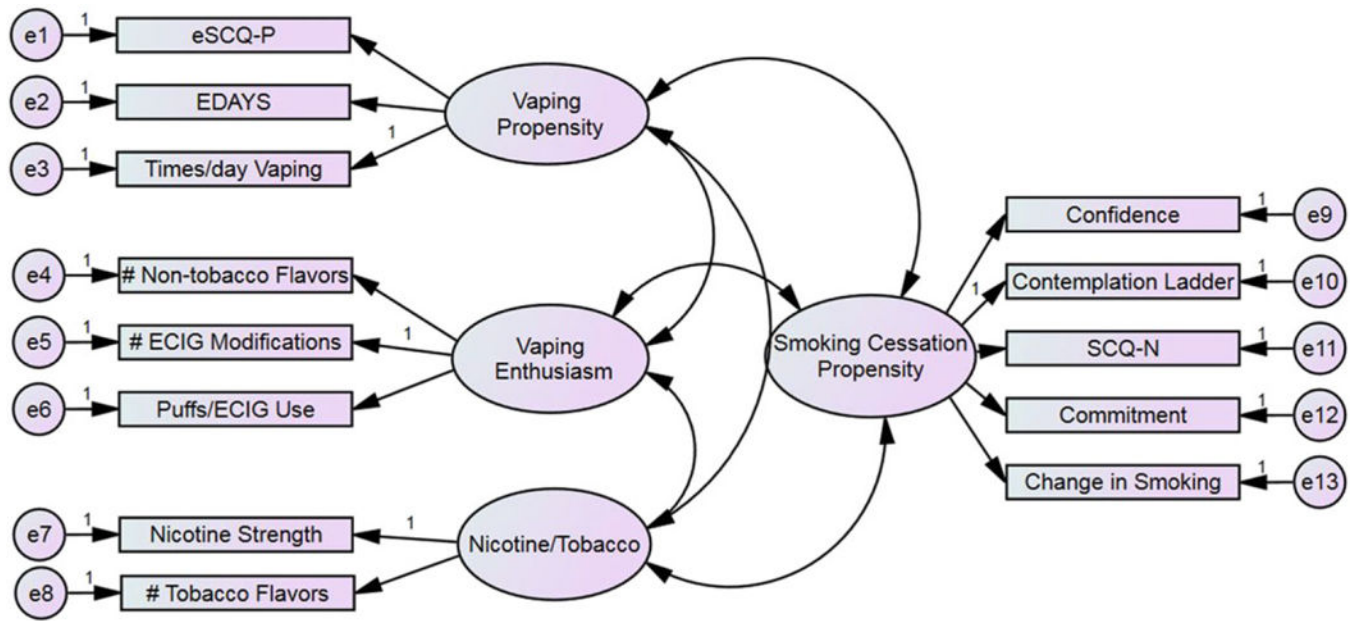 e1 1 eSCQ-P
e2 1 EDAYS
e3 1 Times/day Vaping 1
Vaping
Propensity
e4 1 # Non-tobacco Flavors
e5 1 # ECIG Modifications 1
e6 1 Puffs/ECIG Use
Vaping
Enthusiasm
e7 1 Nicotine Strength 1
e8 1 # Tobacco Flavors
Nicotine/Tobacco
Smoking Cessation
Propensity
Confidence 1 e9
1 Contemplation Ladder 1 e10
SCQ-N 1 e11
Commitment 1 e12
Change in Smoking 1 e13